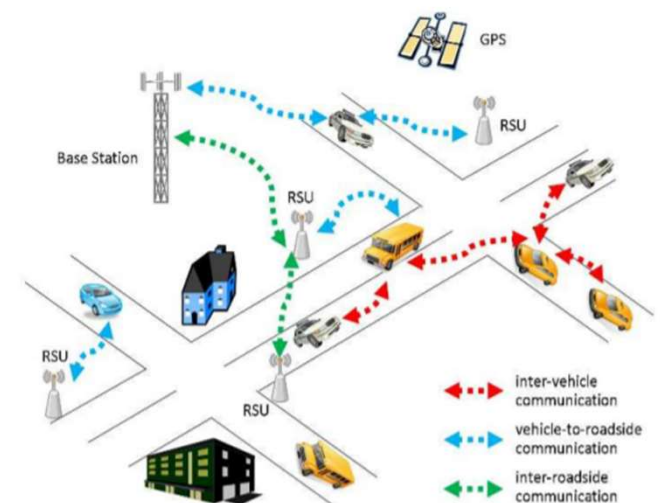 GPS
RSU
Base Station
RSU
RSU
RSU
inter-vehicle
communication
vehicle-to-roadside
communication
inter-roadside
communication